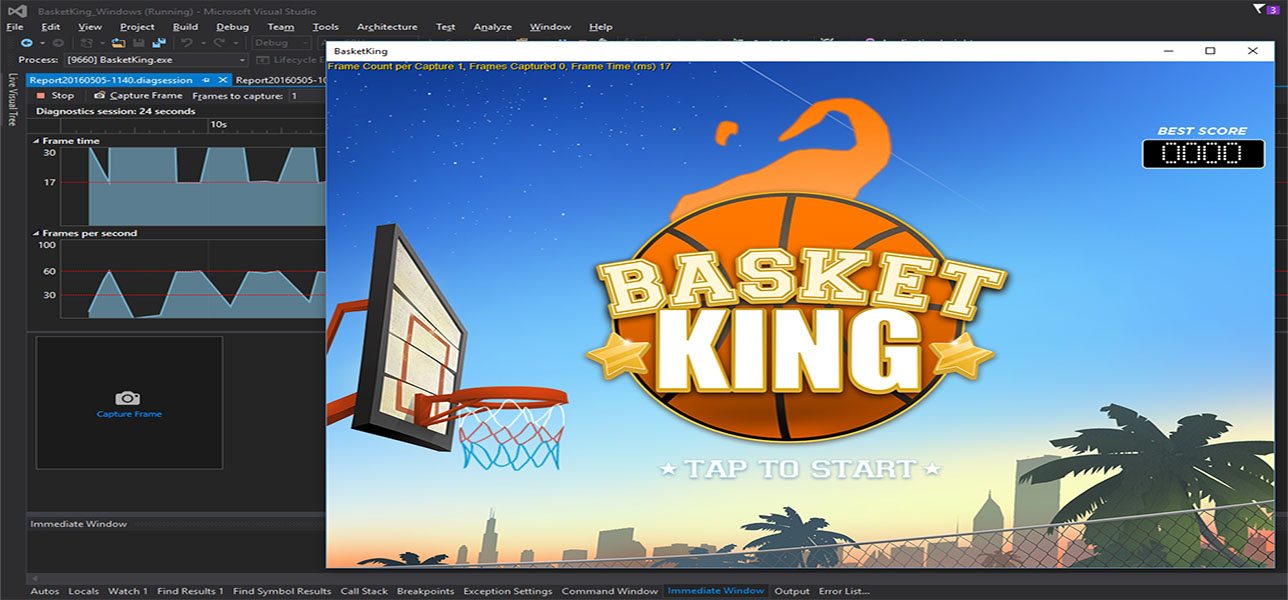 BasketKing_Windows (Running) - Microsoft Visual Studio
3
File Edit View Project Build Debug Team Tools Architecture Test Analyze Window Help
Debug
Process: [9660] BasketKing.exe Lifecycle
Live Visual Tree
Report20160505-1140.diagsession Report20160505-10
Stop Capture Frame Frames to capture: 1
Diagnostics session: 24 seconds
10s
Frame time
30
17
Frames per second
100
60
30
Capture Frame
BasketKing
Frame Count per Capture 1, Frames Captured 0, Frame Time (ms) 17
BEST SCORE
0000
BASKET
KING
TAP TO START
Immediate Window
Autos Locals Watch 1 Find Results 1 Find Symbol Results Call Stack Breakpoints Exception Settings Command Window Immediate Window Output Error List...